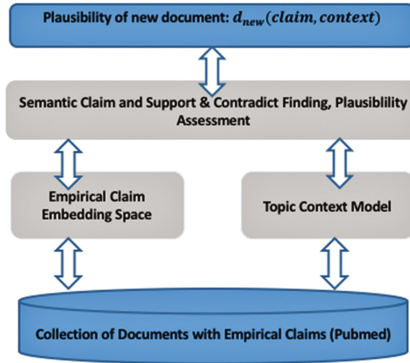 Plausibility of new document: d_new(claim, context)
Semantic Claim and Support & Contradict Finding, Plausiblility
Assessment
Empirical Claim
Embedding Space
Topic Context Model
Collection of Documents with Empirical Claims (Pubmed)